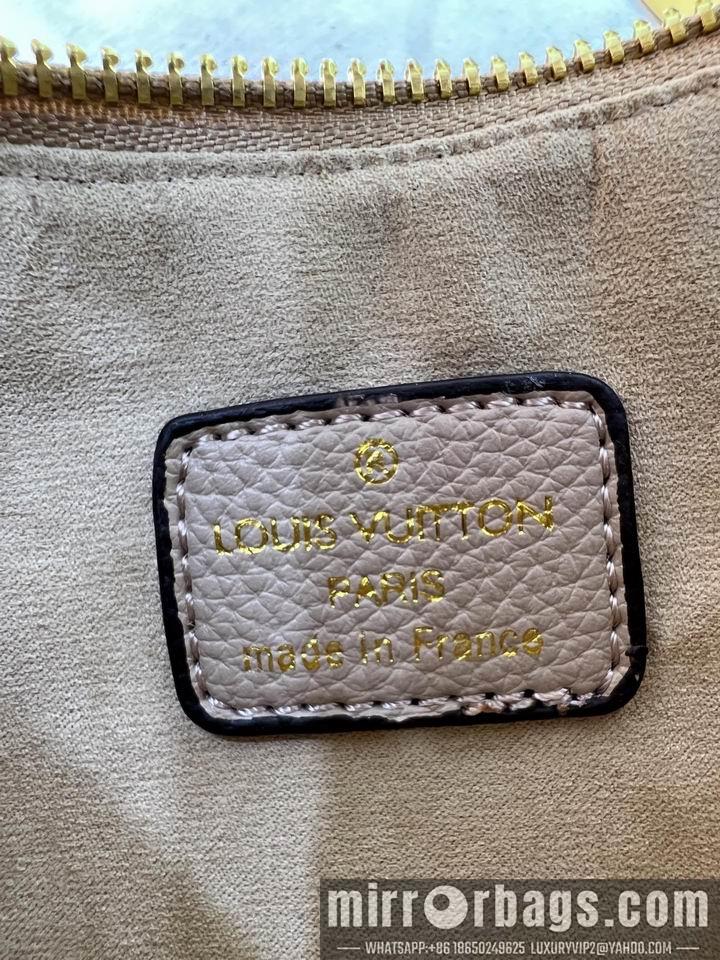 LOUIS VUITTON
PARIS
made in France
mirrorbags.com
WHATSAPP:+86 18650249625 LUXURYVIP2@YAHOO.COM